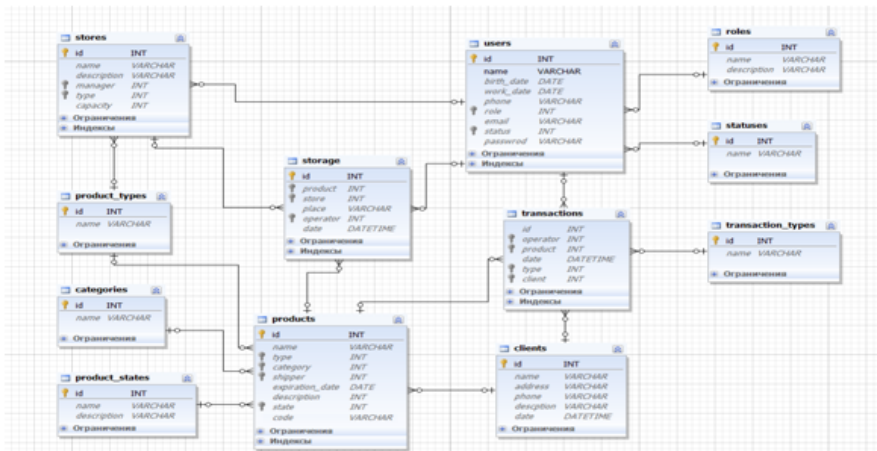 stores
id INT
name VARCHAR
description VARCHAR
manager INT
type INT
capacity INT
Ограничения
Индексы
users
id INT
name VARCHAR
birth_date DATE
work_date DATE
phone VARCHAR
role INT
email VARCHAR
status INT
passwrod VARCHAR
Ограничения
Индексы
roles
id INT
name VARCHAR
description VARCHAR
Ограничения
statuses
id INT
name VARCHAR
Ограничения
storage
id INT
product INT
store INT
place VARCHAR
operator INT
date DATETIME
Ограничения
Индексы
product_types
id INT
name VARCHAR
Ограничения
transactions
id INT
operator INT
product INT
date DATETIME
type INT
client INT
Ограничения
Индексы
transaction_types
id INT
name VARCHAR
Ограничения
categories
id INT
name VARCHAR
Ограничения
products
id INT
name VARCHAR
type INT
category INT
shipper INT
expiration_date DATE
description INT
state INT
code VARCHAR
Ограничения
Индексы
clients
id INT
name VARCHAR
address VARCHAR
phone VARCHAR
descption VARCHAR
date DATETIME
Ограничения
product_states
id INT
name VARCHAR
description VARCHAR
Ограничения